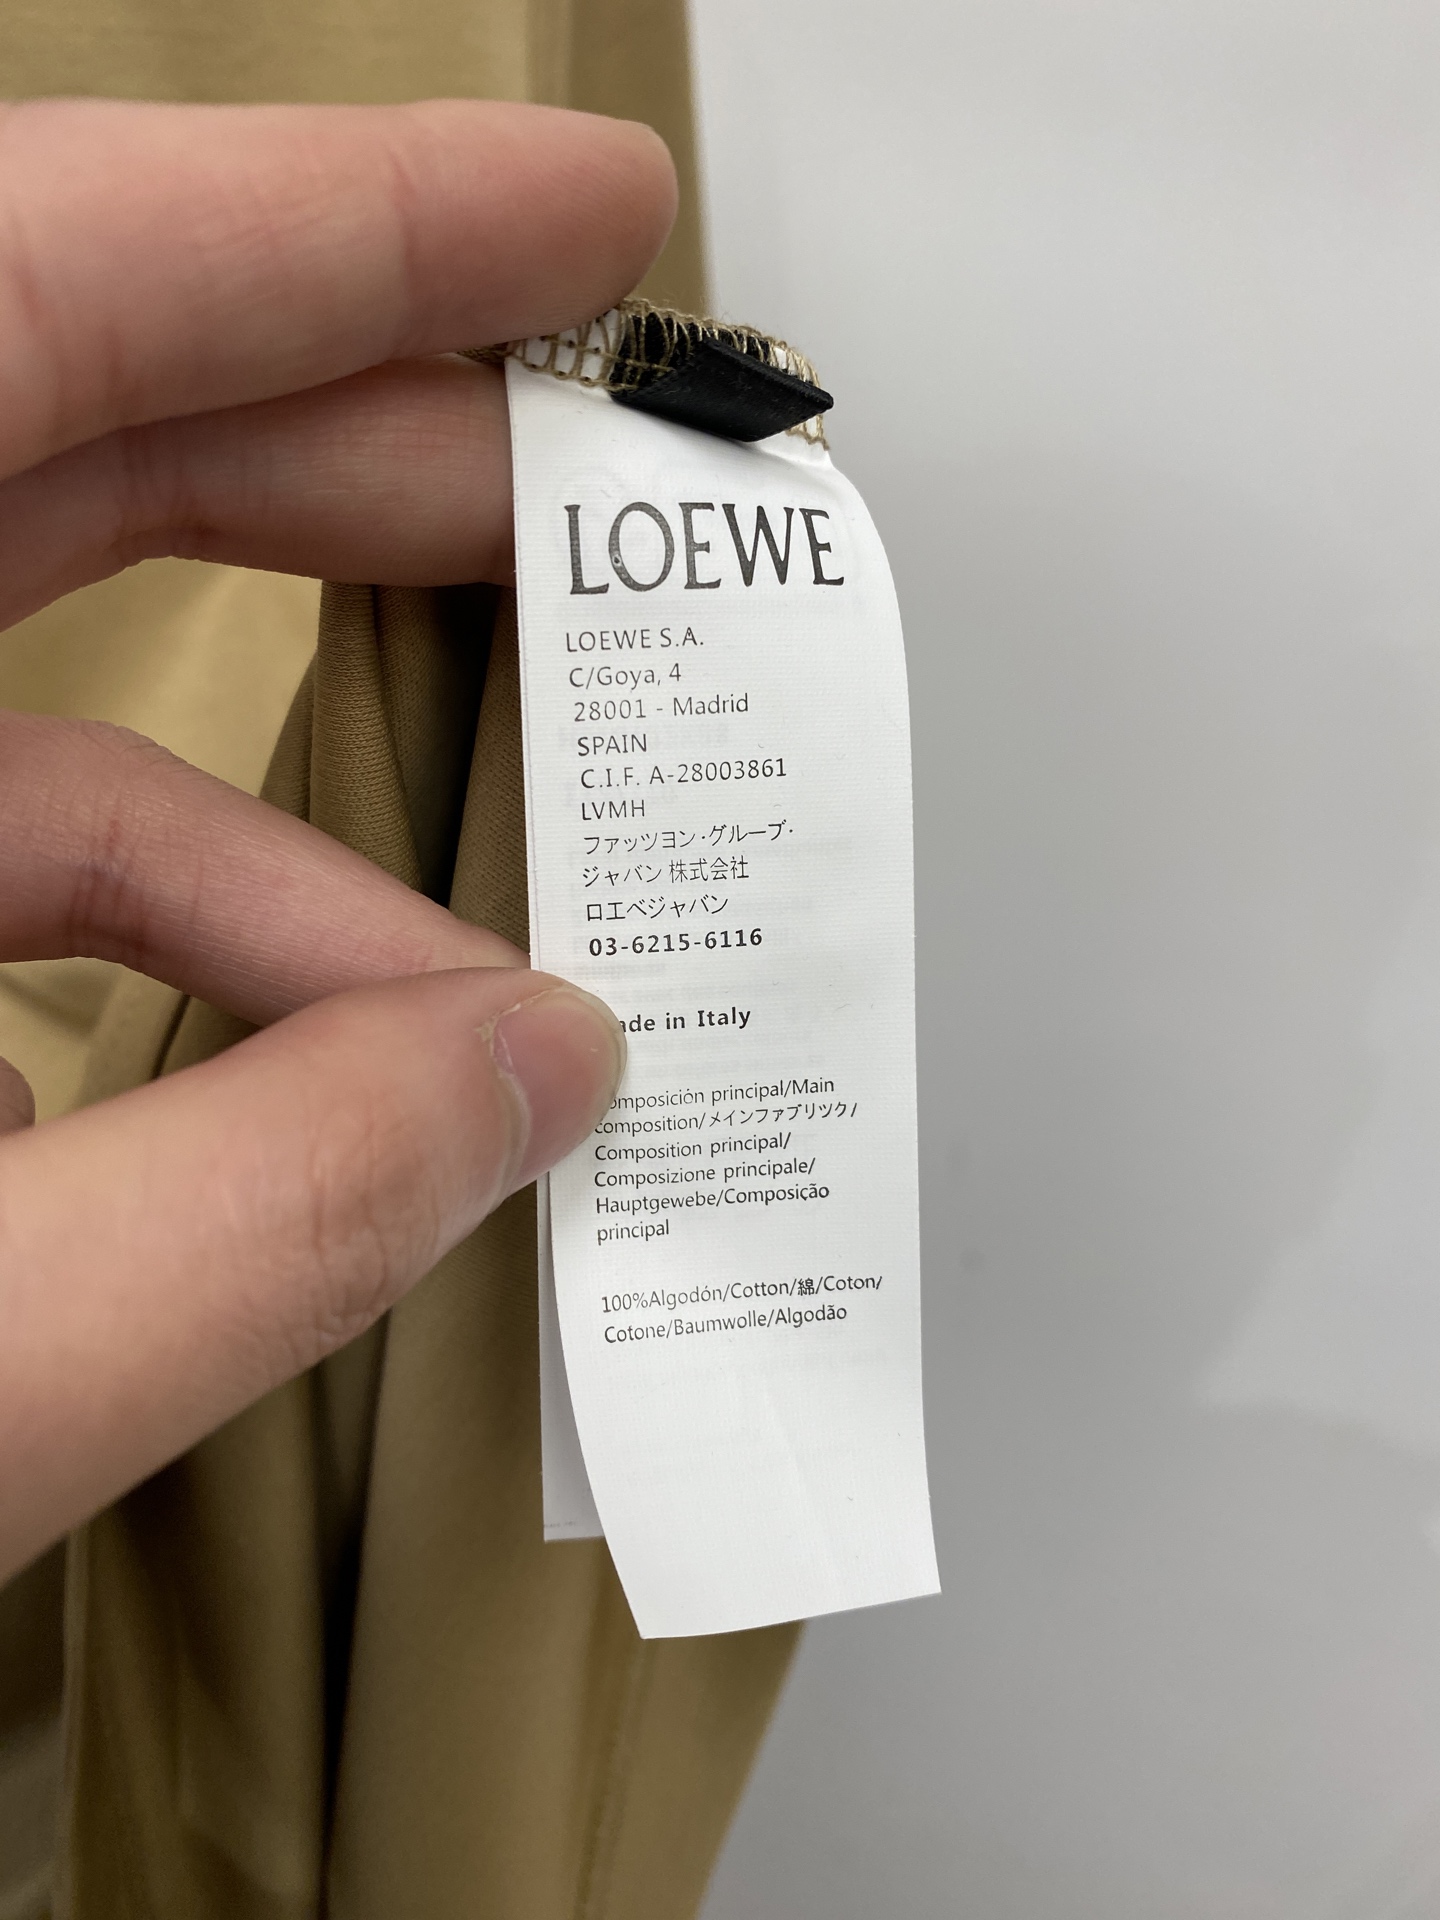 LOEWE
LOEWE S.A.
C/Goya, 4
28001 - Madrid
SPAIN
C.I.F. A-28003861
LVMH
ファッツヨン·グルーブ·
ジャバン 株式会社
ロエベジャバン
03-6215-6116
in Italy
principal/Main
composition/メインファブリツク/
Composition principal/
Composizione principale/
Hauptgewebe/Composição
principal
100%Algodón/Cotton/綿/Coton/
Cotone/Baumwolle/Algodão